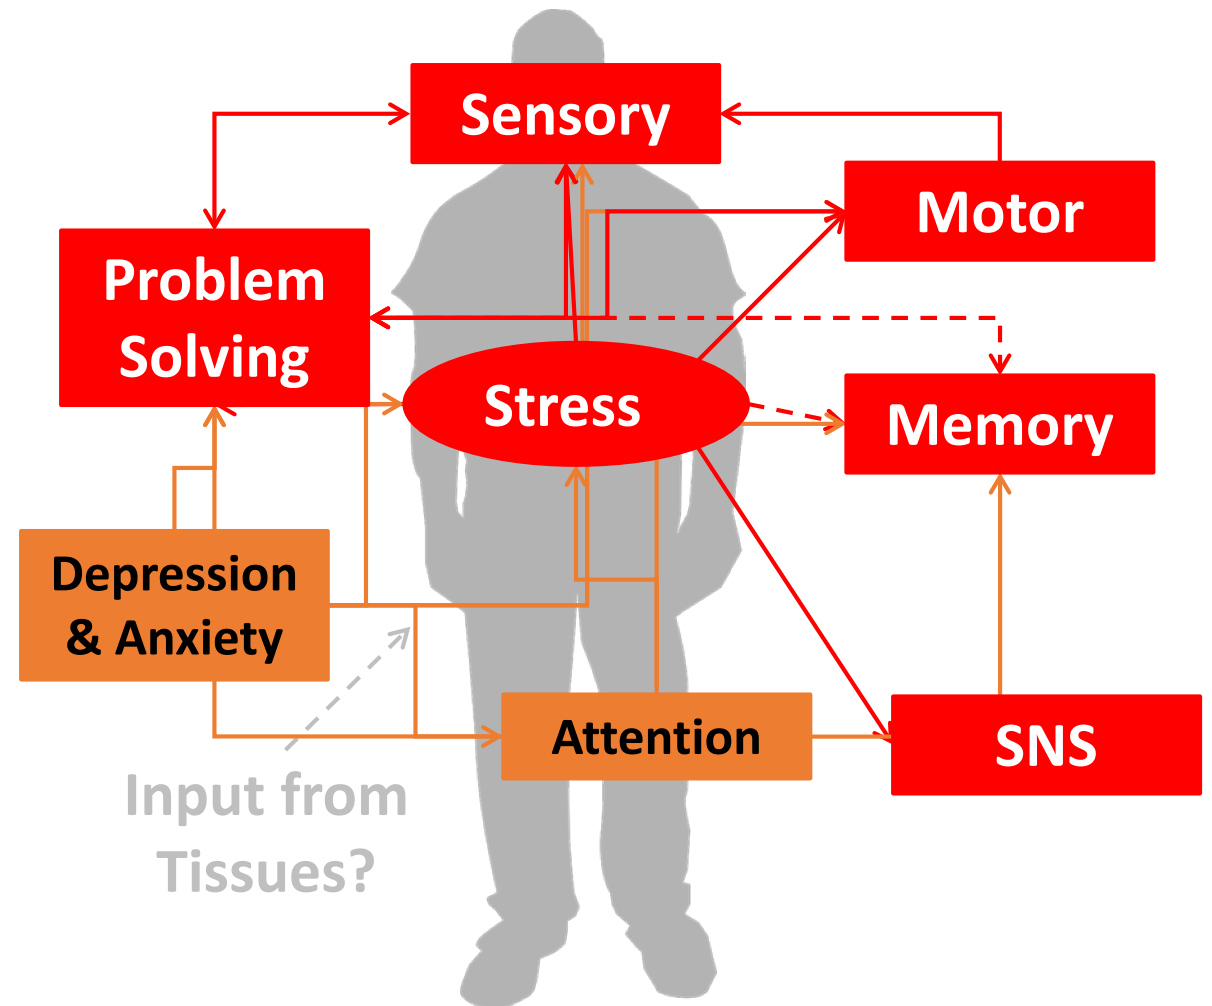 Sensory
Motor
Problem
Solving
Stress
Memory
Depression
& Anxiety
Attention
SNS
Input from
Tissues?